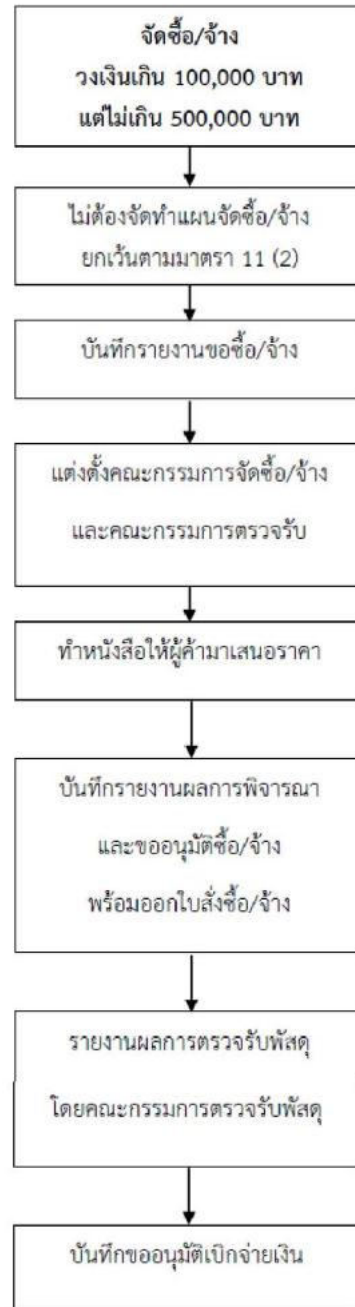 จัดซื้อ/จ้าง
วงเงินเกิน 100,000 บาท
แต่ไม่เกิน 500,000 บาท
ไม่ต้องจัดทำแผนจัดซื้อ/จ้าง
ยกเว้นตามมาตรา 11 (2)
บันทึกรายงานขอซื้อ/จ้าง
แต่งตั้งคณะกรรมการจัดซื้อ/จ้าง
และคณะกรรมการตรวจรับ
ทำหนังสือให้ผู้ค้ามาเสนอราคา
บันทึกรายงานผลการพิจารณา
และขออนุมัติซื้อ/จ้าง
พร้อมออกใบสั่งซื้อ/จ้าง
รายงานผลการตรวจรับพัสดุ
โดยคณะกรรมการตรวจรับพัสดุ
บันทึกขออนุมัติเบิกจ่ายเงิน